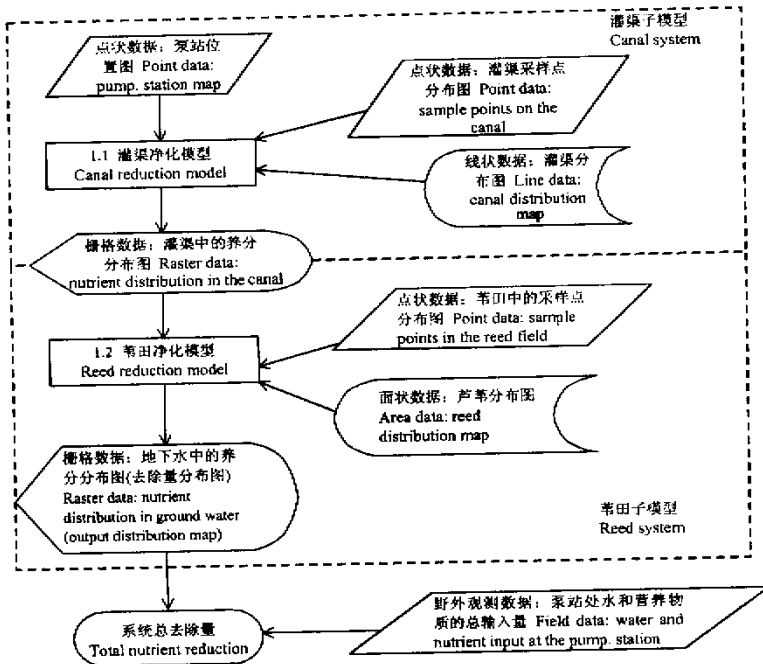 灌渠子模型
Canal system
点状数据：泵站位
置图 Point data:
pump. station map
点状数据：灌渠采样点
分布图 Point data:
sample points on the
canal
1.1 灌渠净化模型
Canal reduction model
线状数据：灌渠分
布图 Line data:
canal distribution
map
栅格数据：灌渠中的养分
分布图 Raster data:
nutrient distribution in the canal
点状数据：苇田中的采样点
分布图 Point data: sample
points in the reed field
1.2 苇田净化模型
Reed reduction model
面状数据：芦苇分布图
Area data: reed
distribution map
栅格数据：地下水中的养
分分布图(去除量分布图)
Raster data: nutrient
distribution in ground water
(output distribution map)
苇田子模型
Reed system
系统总去除量
Total nutrient reduction
野外观测数据：泵站处水和营养物
质的总输入量 Field data: water and
nutrient input at the pump. station